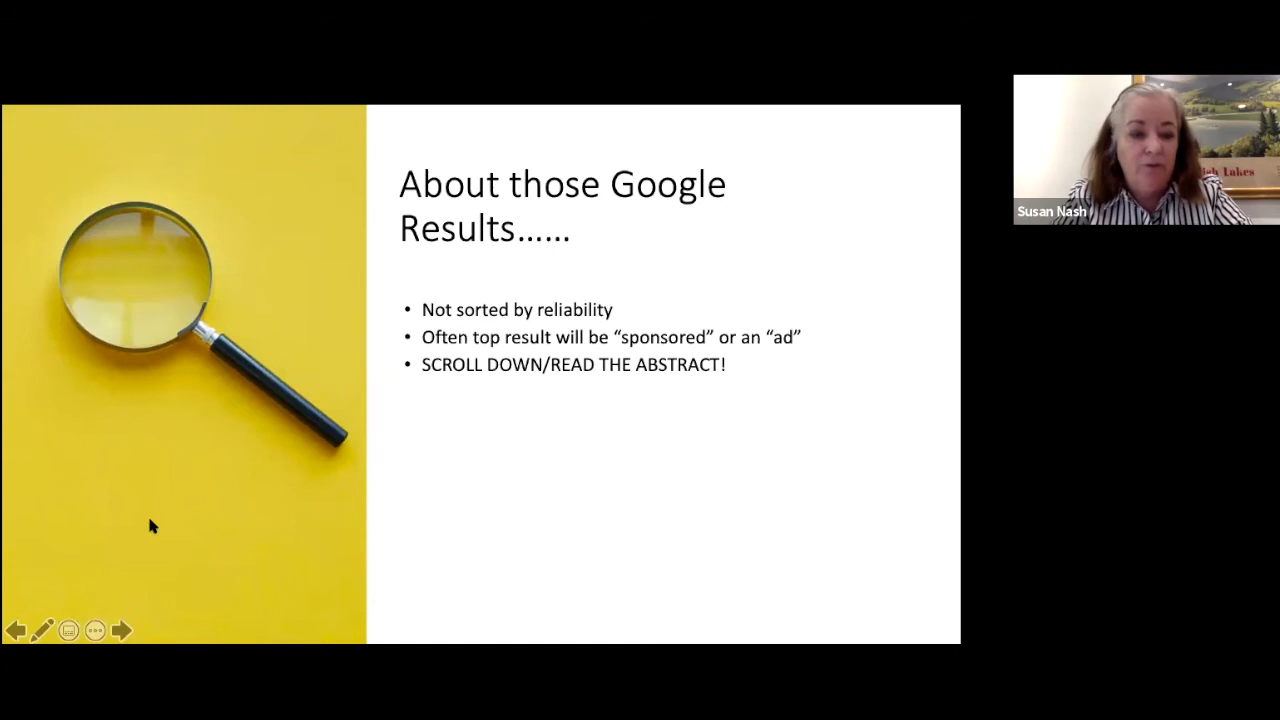 About those Google
Results......
• Not sorted by reliability
• Often top result will be “sponsored” or an “ad”
• SCROLL DOWN/READ THE ABSTRACT!
Lakes
Susan Nash